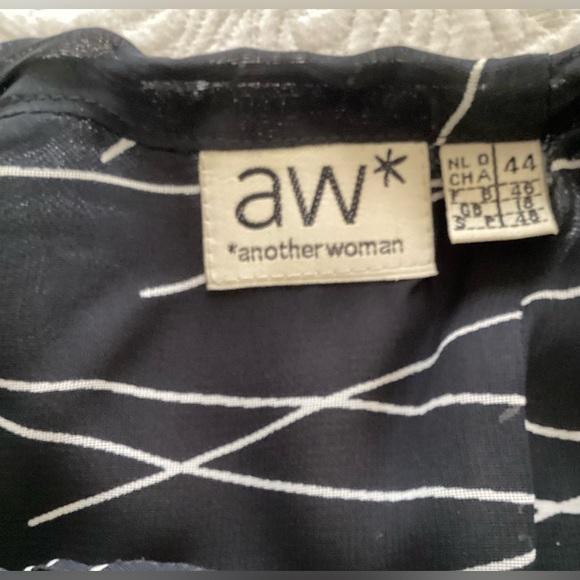 aw*
*anotherwoman
NL D 44
CH A
F B 46
GB 18
S P 48